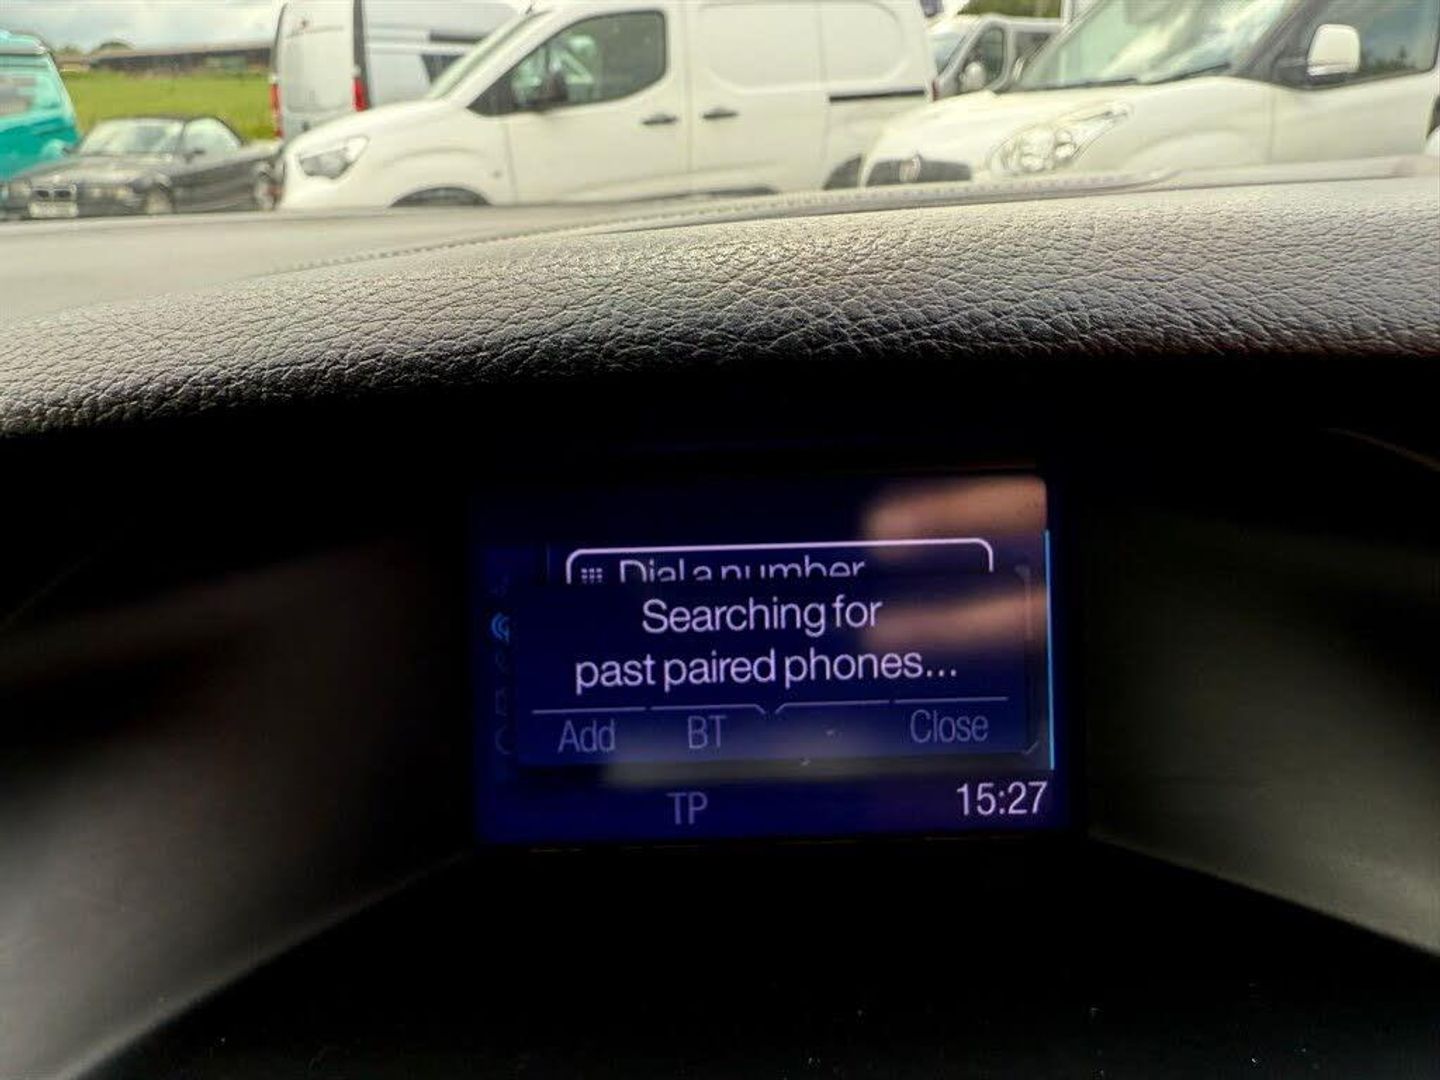 Dial a number
Searching for
past paired phones...
Add BT - Close
TP 15:27